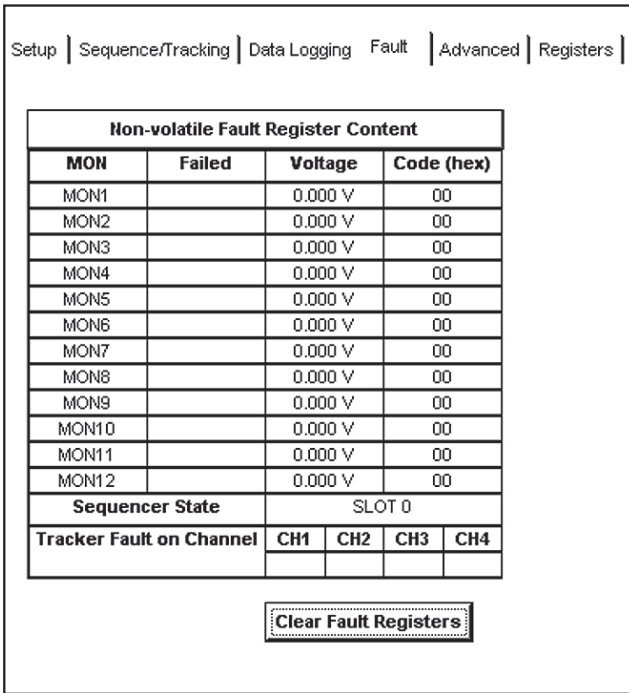 Setup Sequence/Tracking Data Logging Fault Advanced Registers
Non-volatile Fault Register Content
MON Failed Voltage Code (hex)
MON1 0.000 V 00
MON2 0.000 V 00
MON3 0.000 V 00
MON4 0.000 V 00
MON5 0.000 V 00
MON6 0.000 V 00
MON7 0.000 V 00
MON8 0.000 V 00
MON9 0.000 V 00
MON10 0.000 V 00
MON11 0.000 V 00
MON12 0.000 V 00
Sequencer State SLOT 0
Tracker Fault on Channel CH1 CH2 CH3 CH4
Clear Fault Registers